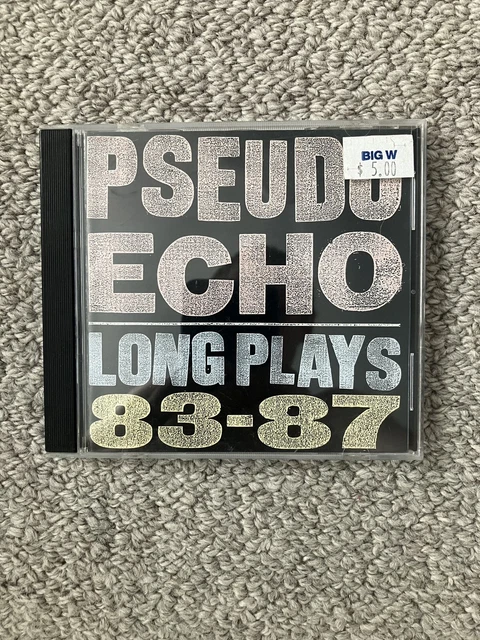 PSEUDO
BIG W
$ 5.00
ECHO
LONG PLAYS
83-87